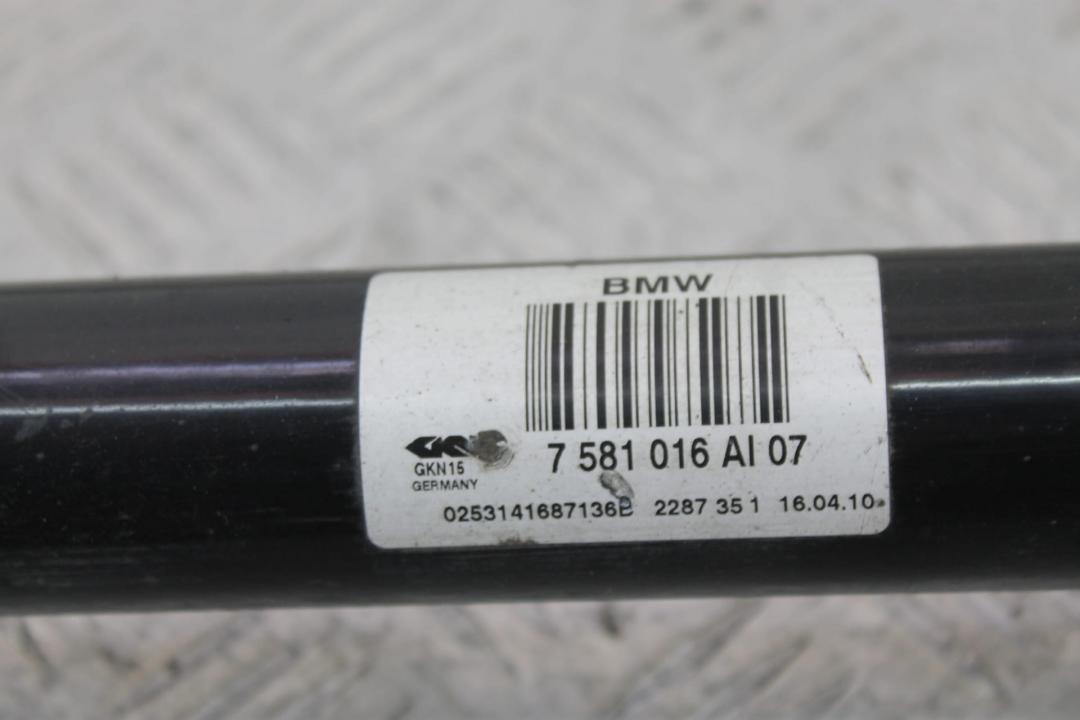 BMW
7 581 016 AI 07
GKN15
GERMANY
0253141687136B 2287 35 1 16.04.10